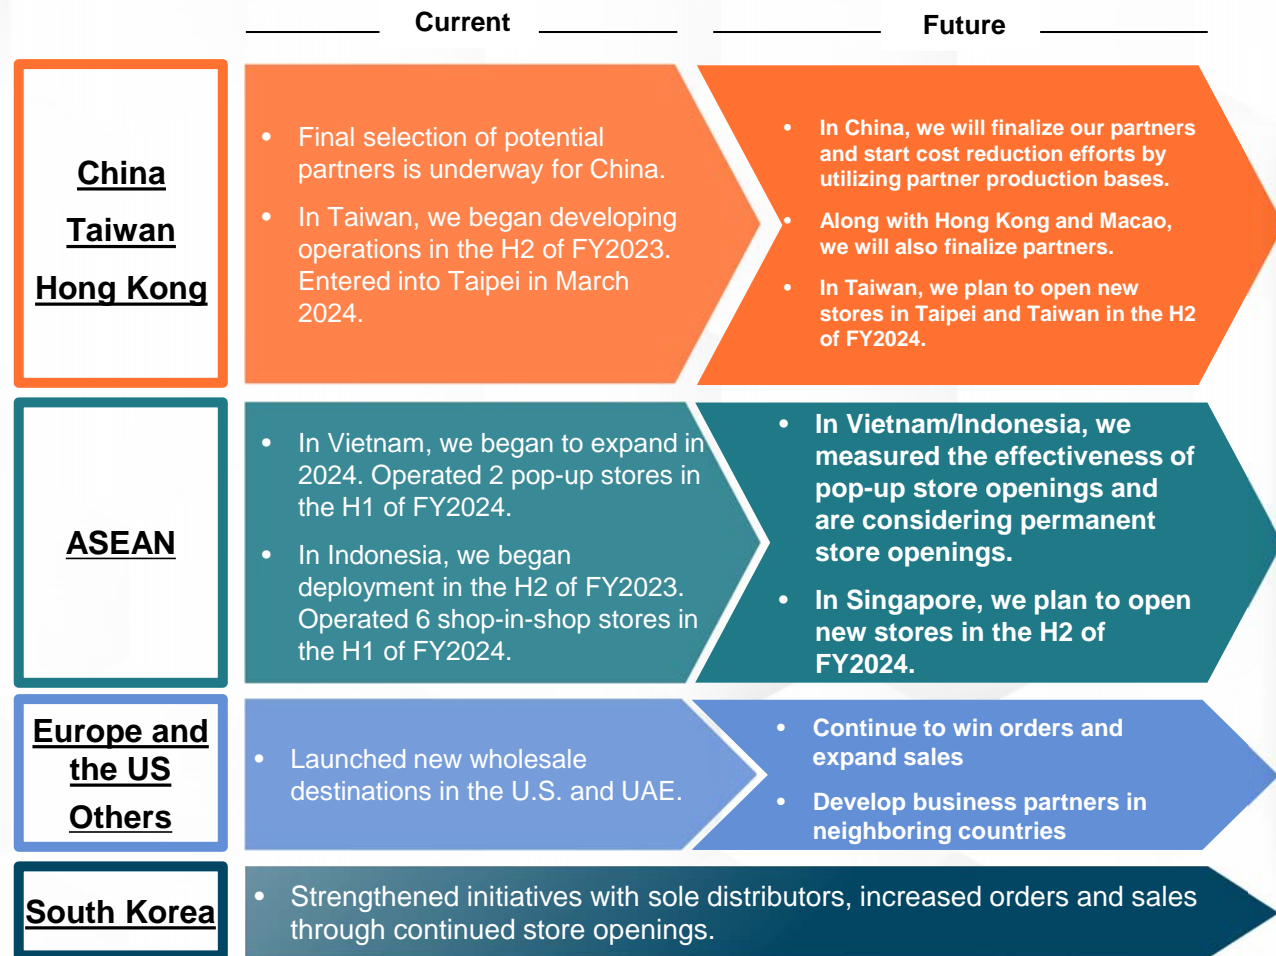 Current
Future
China
Taiwan
Hong Kong
• Final selection of potential
partners is underway for China.
• In Taiwan, we began developing
operations in the H2 of FY2023.
Entered into Taipei in March
2024.
• In China, we will finalize our partners
and start cost reduction efforts by
utilizing partner production bases.
• Along with Hong Kong and Macao,
we will also finalize partners.
• In Taiwan, we plan to open new
stores in Taipei and Taiwan in the H2
of FY2024.
ASEAN
• In Vietnam, we began to expand in
2024. Operated 2 pop-up stores in
the H1 of FY2024.
• In Indonesia, we began
deployment in the H2 of FY2023.
Operated 6 shop-in-shop stores in
the H1 of FY2024.
• In Vietnam/Indonesia, we
measured the effectiveness of
pop-up store openings and
are considering permanent
store openings.
• In Singapore, we plan to open
new stores in the H2 of
FY2024.
Europe and
the US
Others
• Launched new wholesale
destinations in the U.S. and UAE.
• Continue to win orders and
expand sales
• Develop business partners in
neighboring countries
South Korea
• Strengthened initiatives with sole distributors, increased orders and sales
through continued store openings.